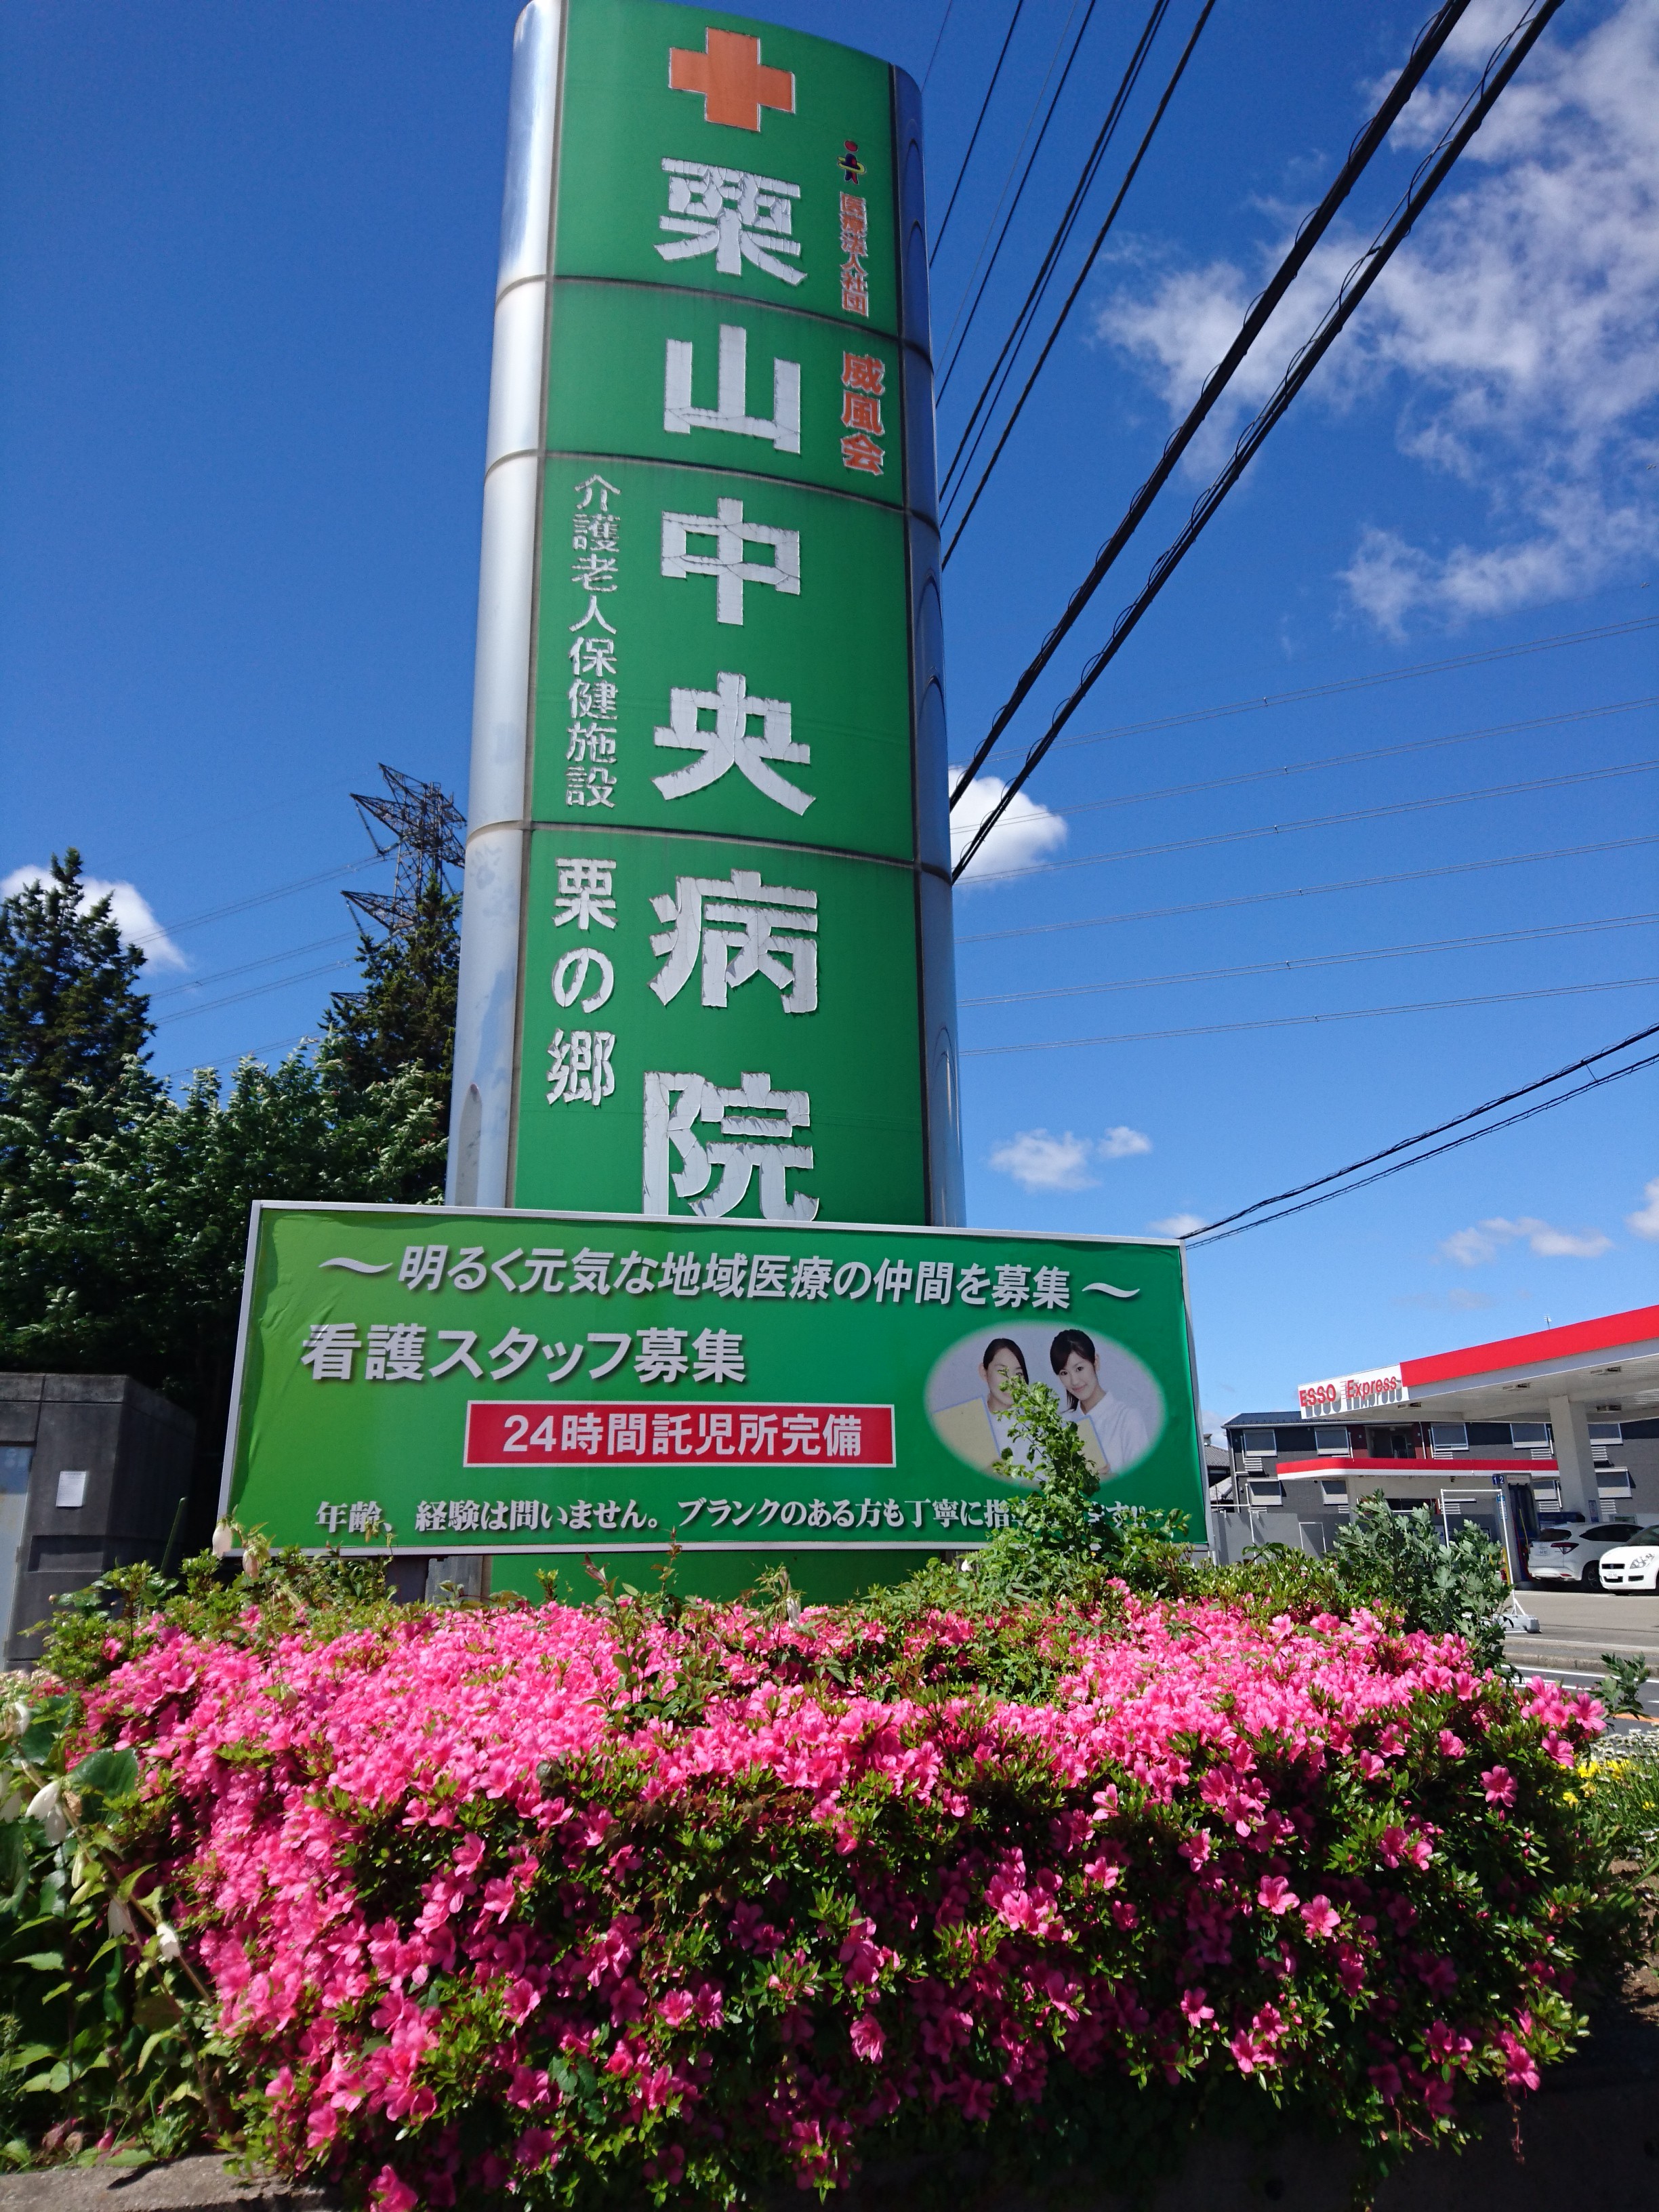 医療法人社団
威風会
栗山中央病院
介護老人保健施設
栗の郷
～明るく元気な地域医療の仲間を募集～
看護スタッフ募集
24時間託児所完備
年齢、経験は問いません。ブランクのある方も丁寧に指
ESSO Express